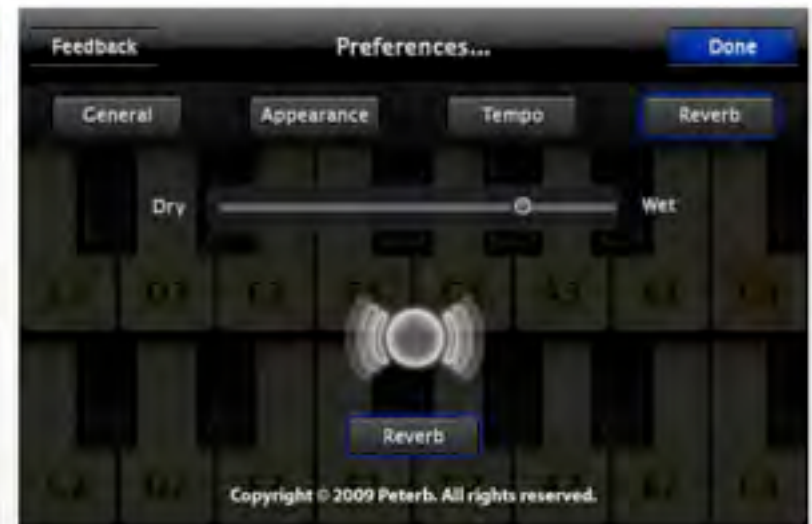 Feedback Preferences... Done
General Appearance Tempo Reverb
Dry Wet
Reverb
Copyright © 2009 Peterb. All rights reserved.